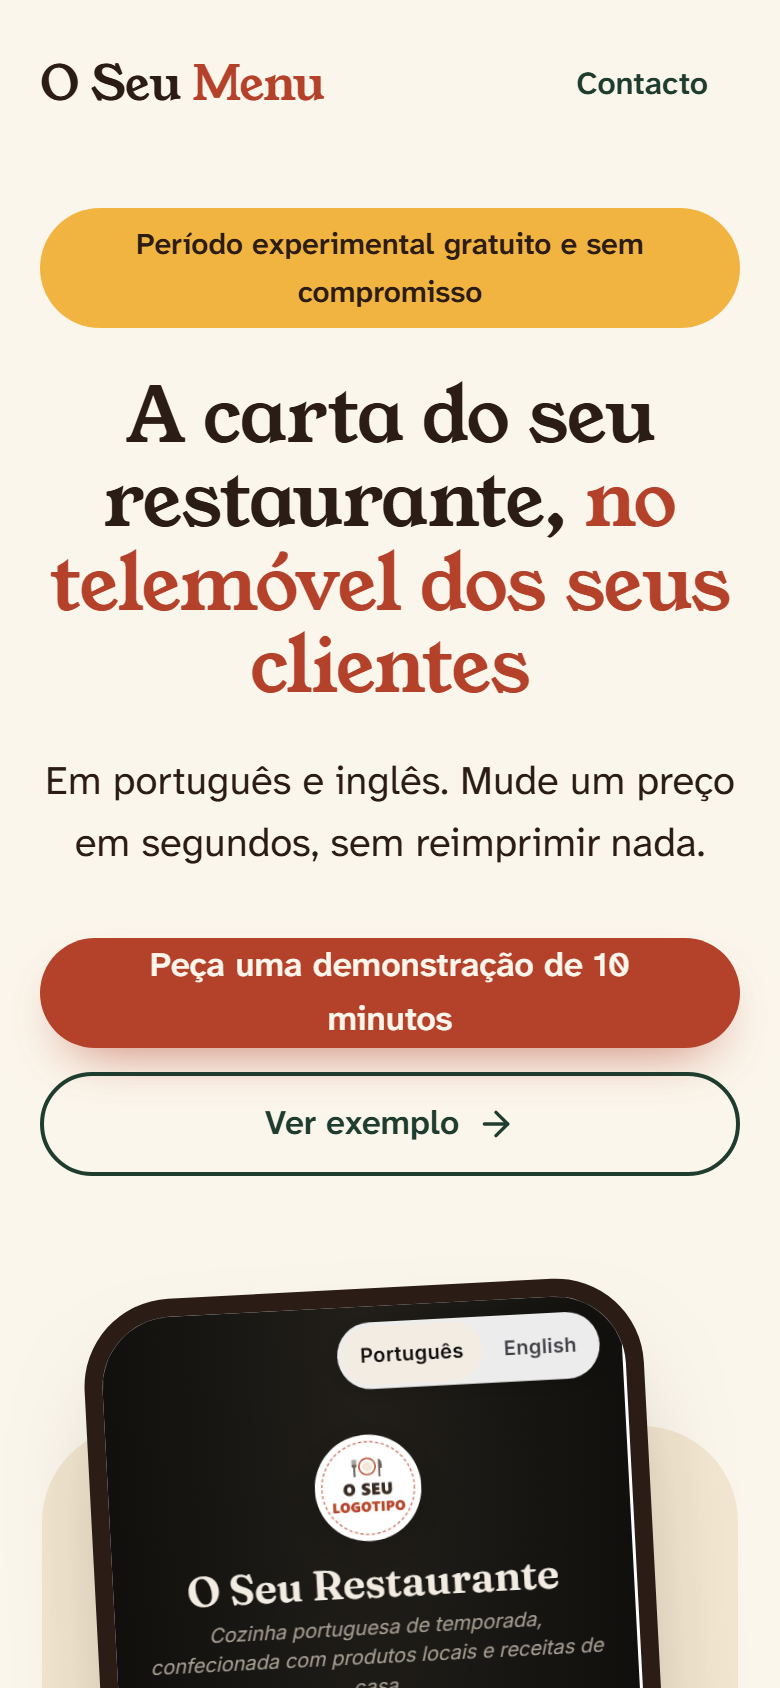 O Seu Menu
Contacto
Período experimental gratuito e sem
compromisso
A carta do seu
restaurante, no
telemóvel dos seus
clientes
Em português e inglês. Mude um preço
em segundos, sem reimprimir nada.
Peça uma demonstração de 10
minutos
Ver exemplo →
Português
English
O SEU
LOGOTIPO
O Seu Restaurante
Cozinha portuguesa de temporada,
confecionada com produtos locais e receitas de
casa